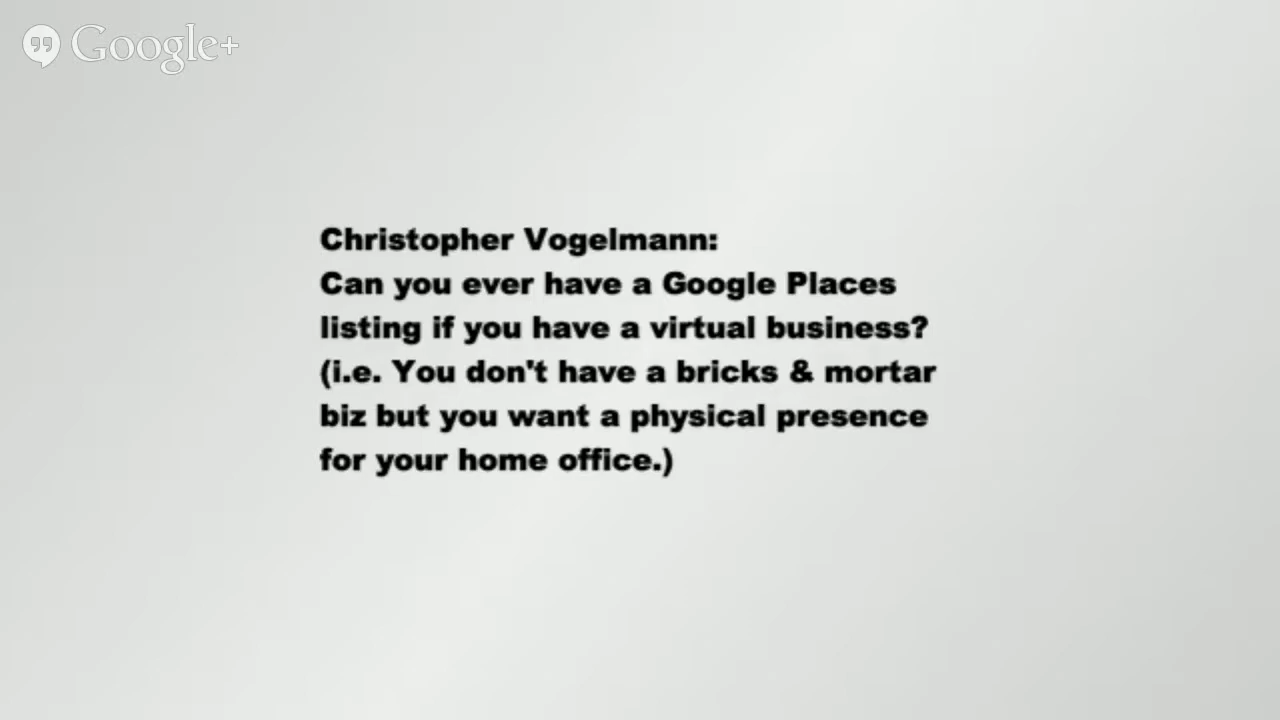 Google+
Christopher Vogelmann:
Can you ever have a Google Places
listing if you have a virtual business?
(i.e. You don't have a bricks & mortar
biz but you want a physical presence
for your home office.)